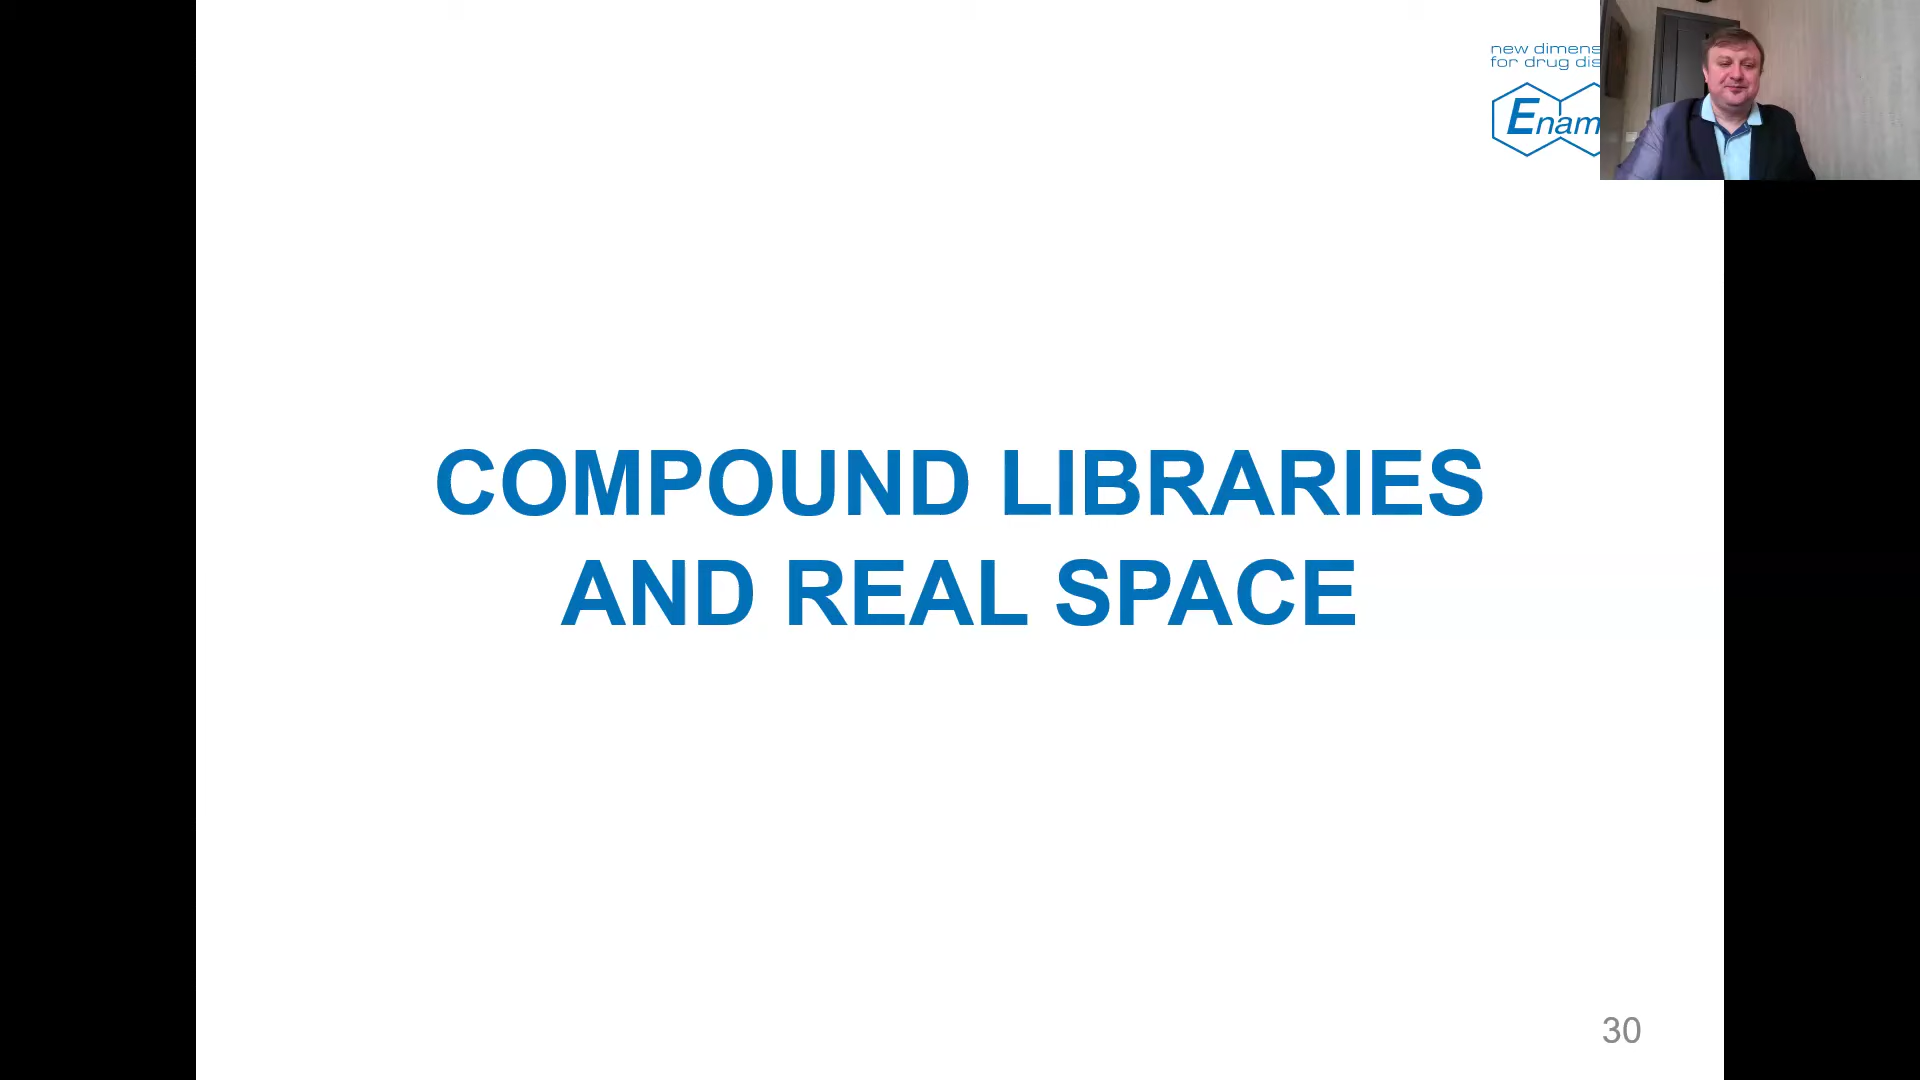 new dimens
for drug dis
Enam
COMPOUND LIBRARIES
AND REAL SPACE
30